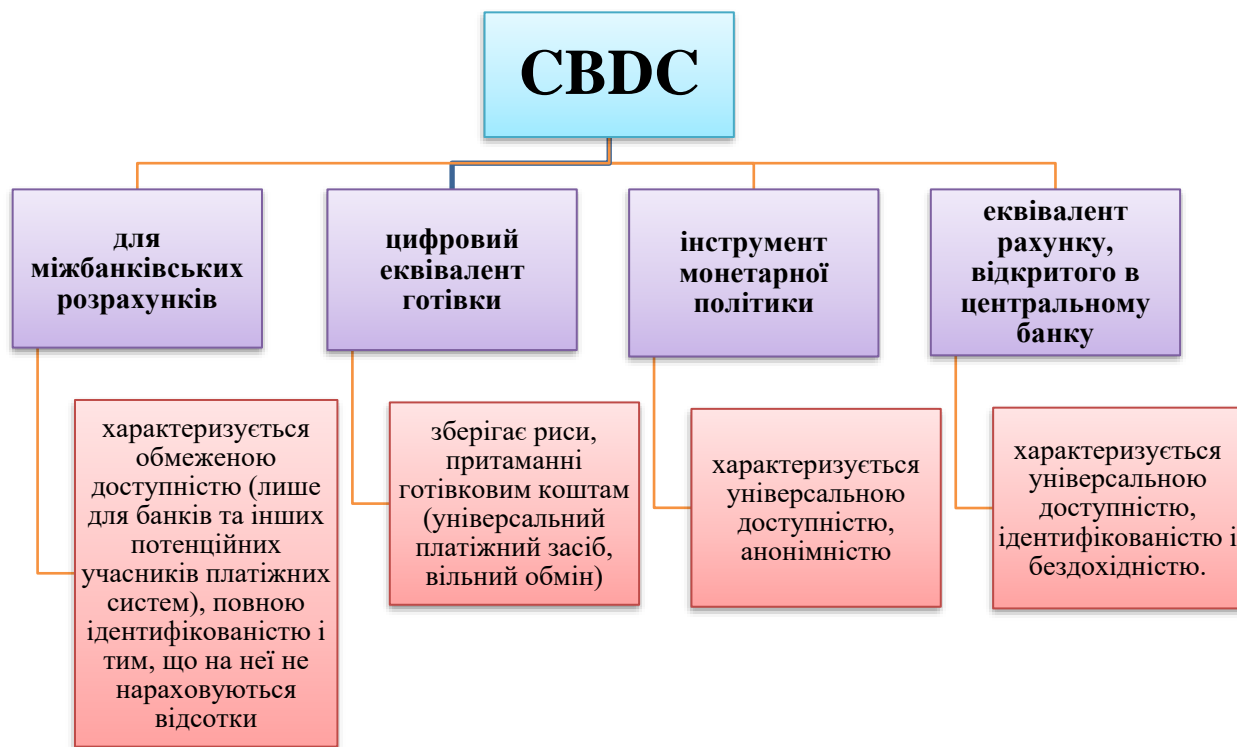 CBDC
для
міжбанківських
розрахунків
цифровий
еквівалент
готівки
інструмент
монетарної
політики
еквівалент
рахунку,
відкритого в
центральному
банку
характеризується
обмеженою
доступністю (лише
для банків та інших
потенційних
учасників платіжних
систем), повною
ідентифікованістю і
тим, що на неї не
нараховуються
відсотки
зберігає риси,
притаманні
готівковим коштам
(універсальний
платіжний засіб,
вільний обмін)
характеризується
універсальною
доступністю,
анонімністю
характеризується
універсальною
доступністю,
ідентифікованістю і
бездохідністю.